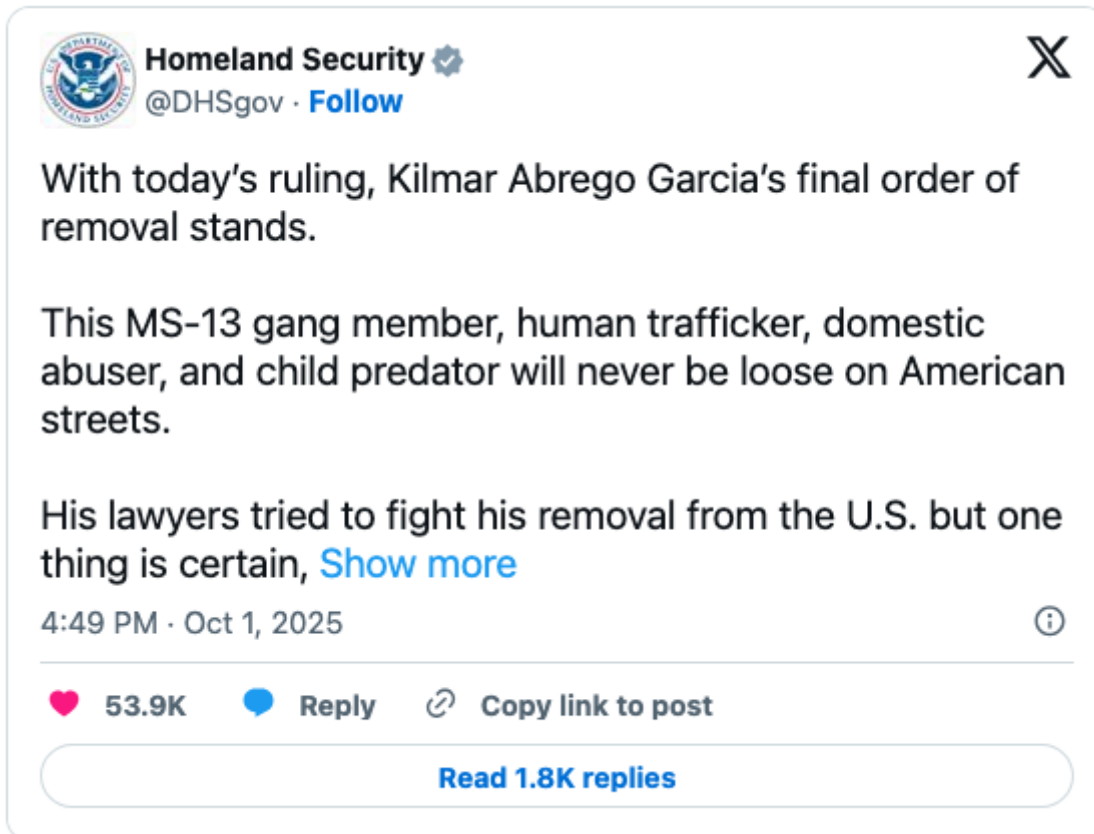 Homeland Security
@DHSgov · Follow
With today's ruling, Kilmar Abrego Garcia's final order of
removal stands.
This MS-13 gang member, human trafficker, domestic
abuser, and child predator will never be loose on American
streets.
His lawyers tried to fight his removal from the U.S. but one
thing is certain, Show more
4:49 PM · Oct 1, 2025
53.9K Reply Copy link to post
Read 1.8K replies